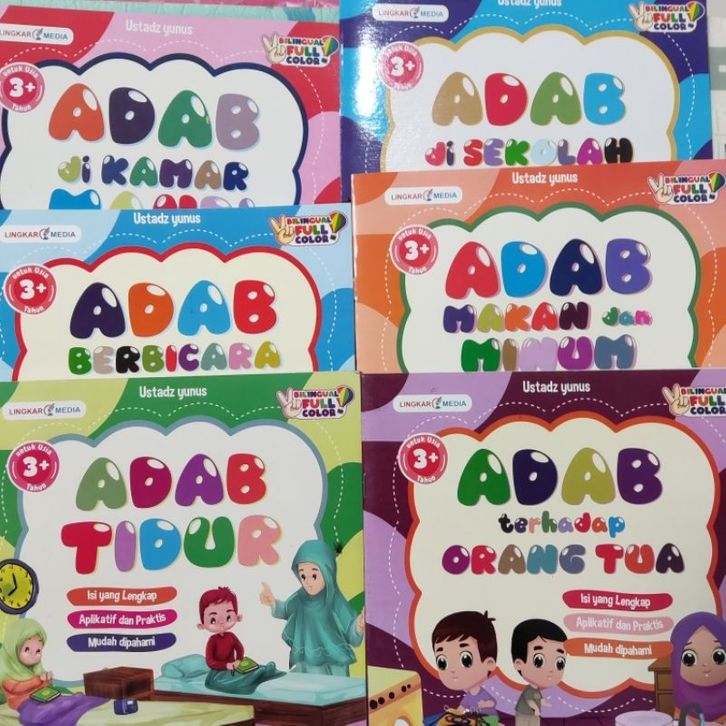 Ustadz yunus
LINGKAR MEDIA
BILINGUAL
FULL
COLOR
untuk Usia
3+
Tahun
ADAB
di KAMAR
MANDI
Ustadz yunus
LINGKAR MEDIA
BILINGUAL
FULL
COLOR
untuk Usia
3+
Tahun
ADAB
di SEKOLAH
Ustadz yunus
LINGKAR MEDIA
BILINGUAL
FULL
COLOR
untuk Usia
3+
Tahun
ADAB
BERBICARA
Ustadz yunus
LINGKAR MEDIA
BILINGUAL
FULL
COLOR
untuk Usia
3+
Tahun
ADAB
MAKAN dan
MINUM
Ustadz yunus
LINGKAR MEDIA
BILINGUAL
FULL
COLOR
untuk Usia
3+
Tahun
ADAB
TIDUR
Isi yang Lengkap
Aplikatif dan Praktis
Mudah dipahami
Ustadz yunus
LINGKAR MEDIA
BILINGUAL
FULL
COLOR
untuk Usia
3+
Tahun
ADAB
terhadap
ORANG TUA
Isi yang Lengkap
Aplikatif dan Praktis
Mudah dipahami